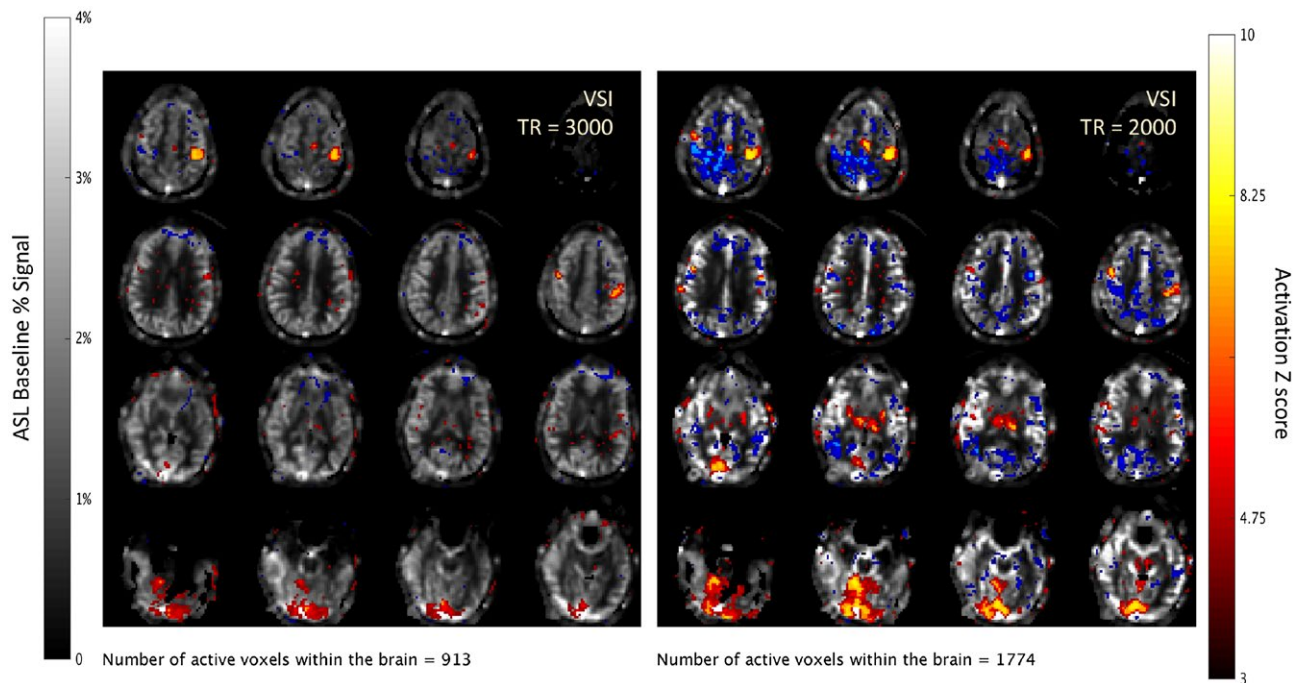 4%
3%
2%
1%
0
ASL Baseline % Signal
VSI
TR = 3000
VSI
TR = 2000
10
8.25
4.75
3
Activation Z score
Number of active voxels within the brain = 913
Number of active voxels within the brain = 1774